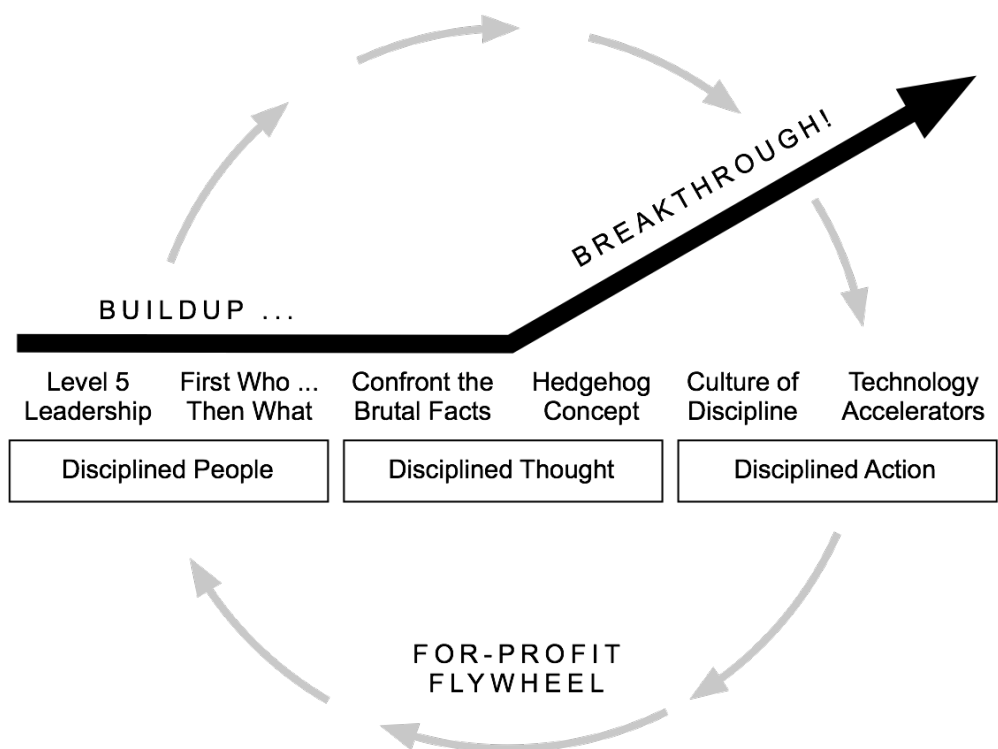 BREAKTHROUGH!
BUILDUP ...
Level 5
Leadership
First Who ...
Then What
Confront the
Brutal Facts
Hedgehog
Concept
Culture of
Discipline
Technology
Accelerators
Disciplined People
Disciplined Thought
Disciplined Action
FOR-PROFIT
FLYWHEEL